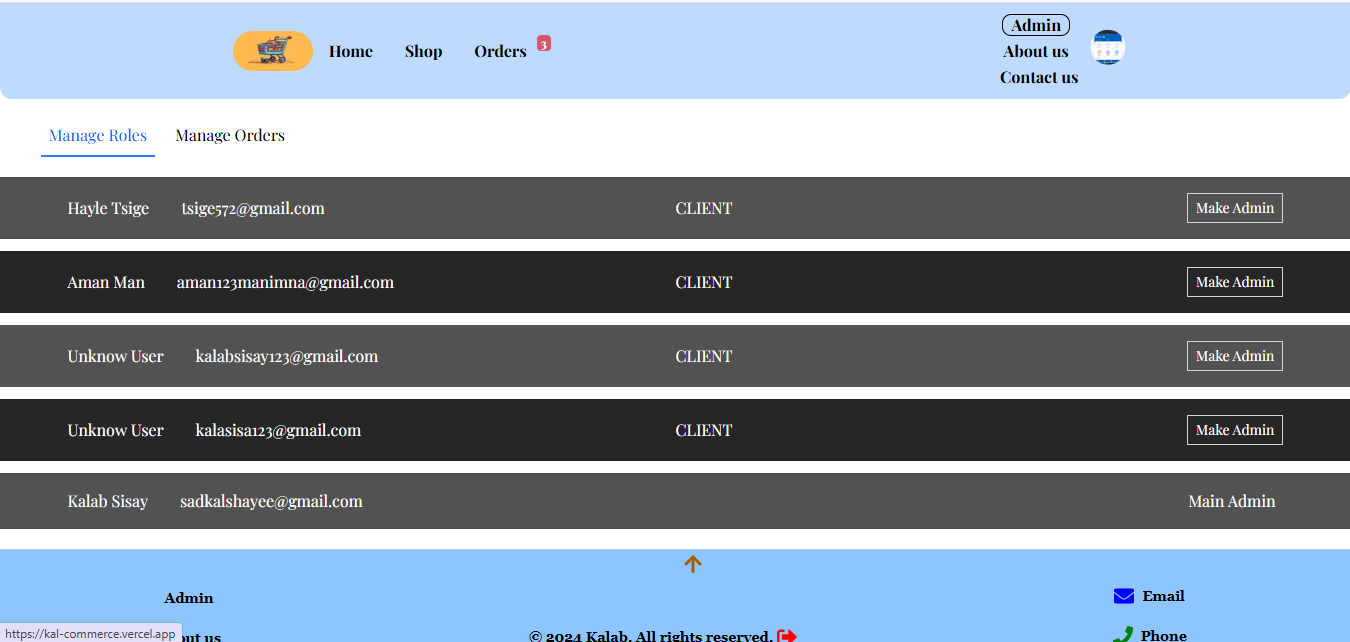 Admin
Home Shop Orders 3
About us
Contact us
Manage Roles Manage Orders
Hayle Tsige tsige572@gmail.com CLIENT Make Admin
Aman Man aman123manimna@gmail.com CLIENT Make Admin
Unknow User kalabsisay123@gmail.com CLIENT Make Admin
Unknow User kalasisa123@gmail.com CLIENT Make Admin
Kalab Sisay sadkalshayee@gmail.com Main Admin
Admin Email
© 2024 Kalab. All rights reserved. Phone
https://kal-commerce.vercel.app
us